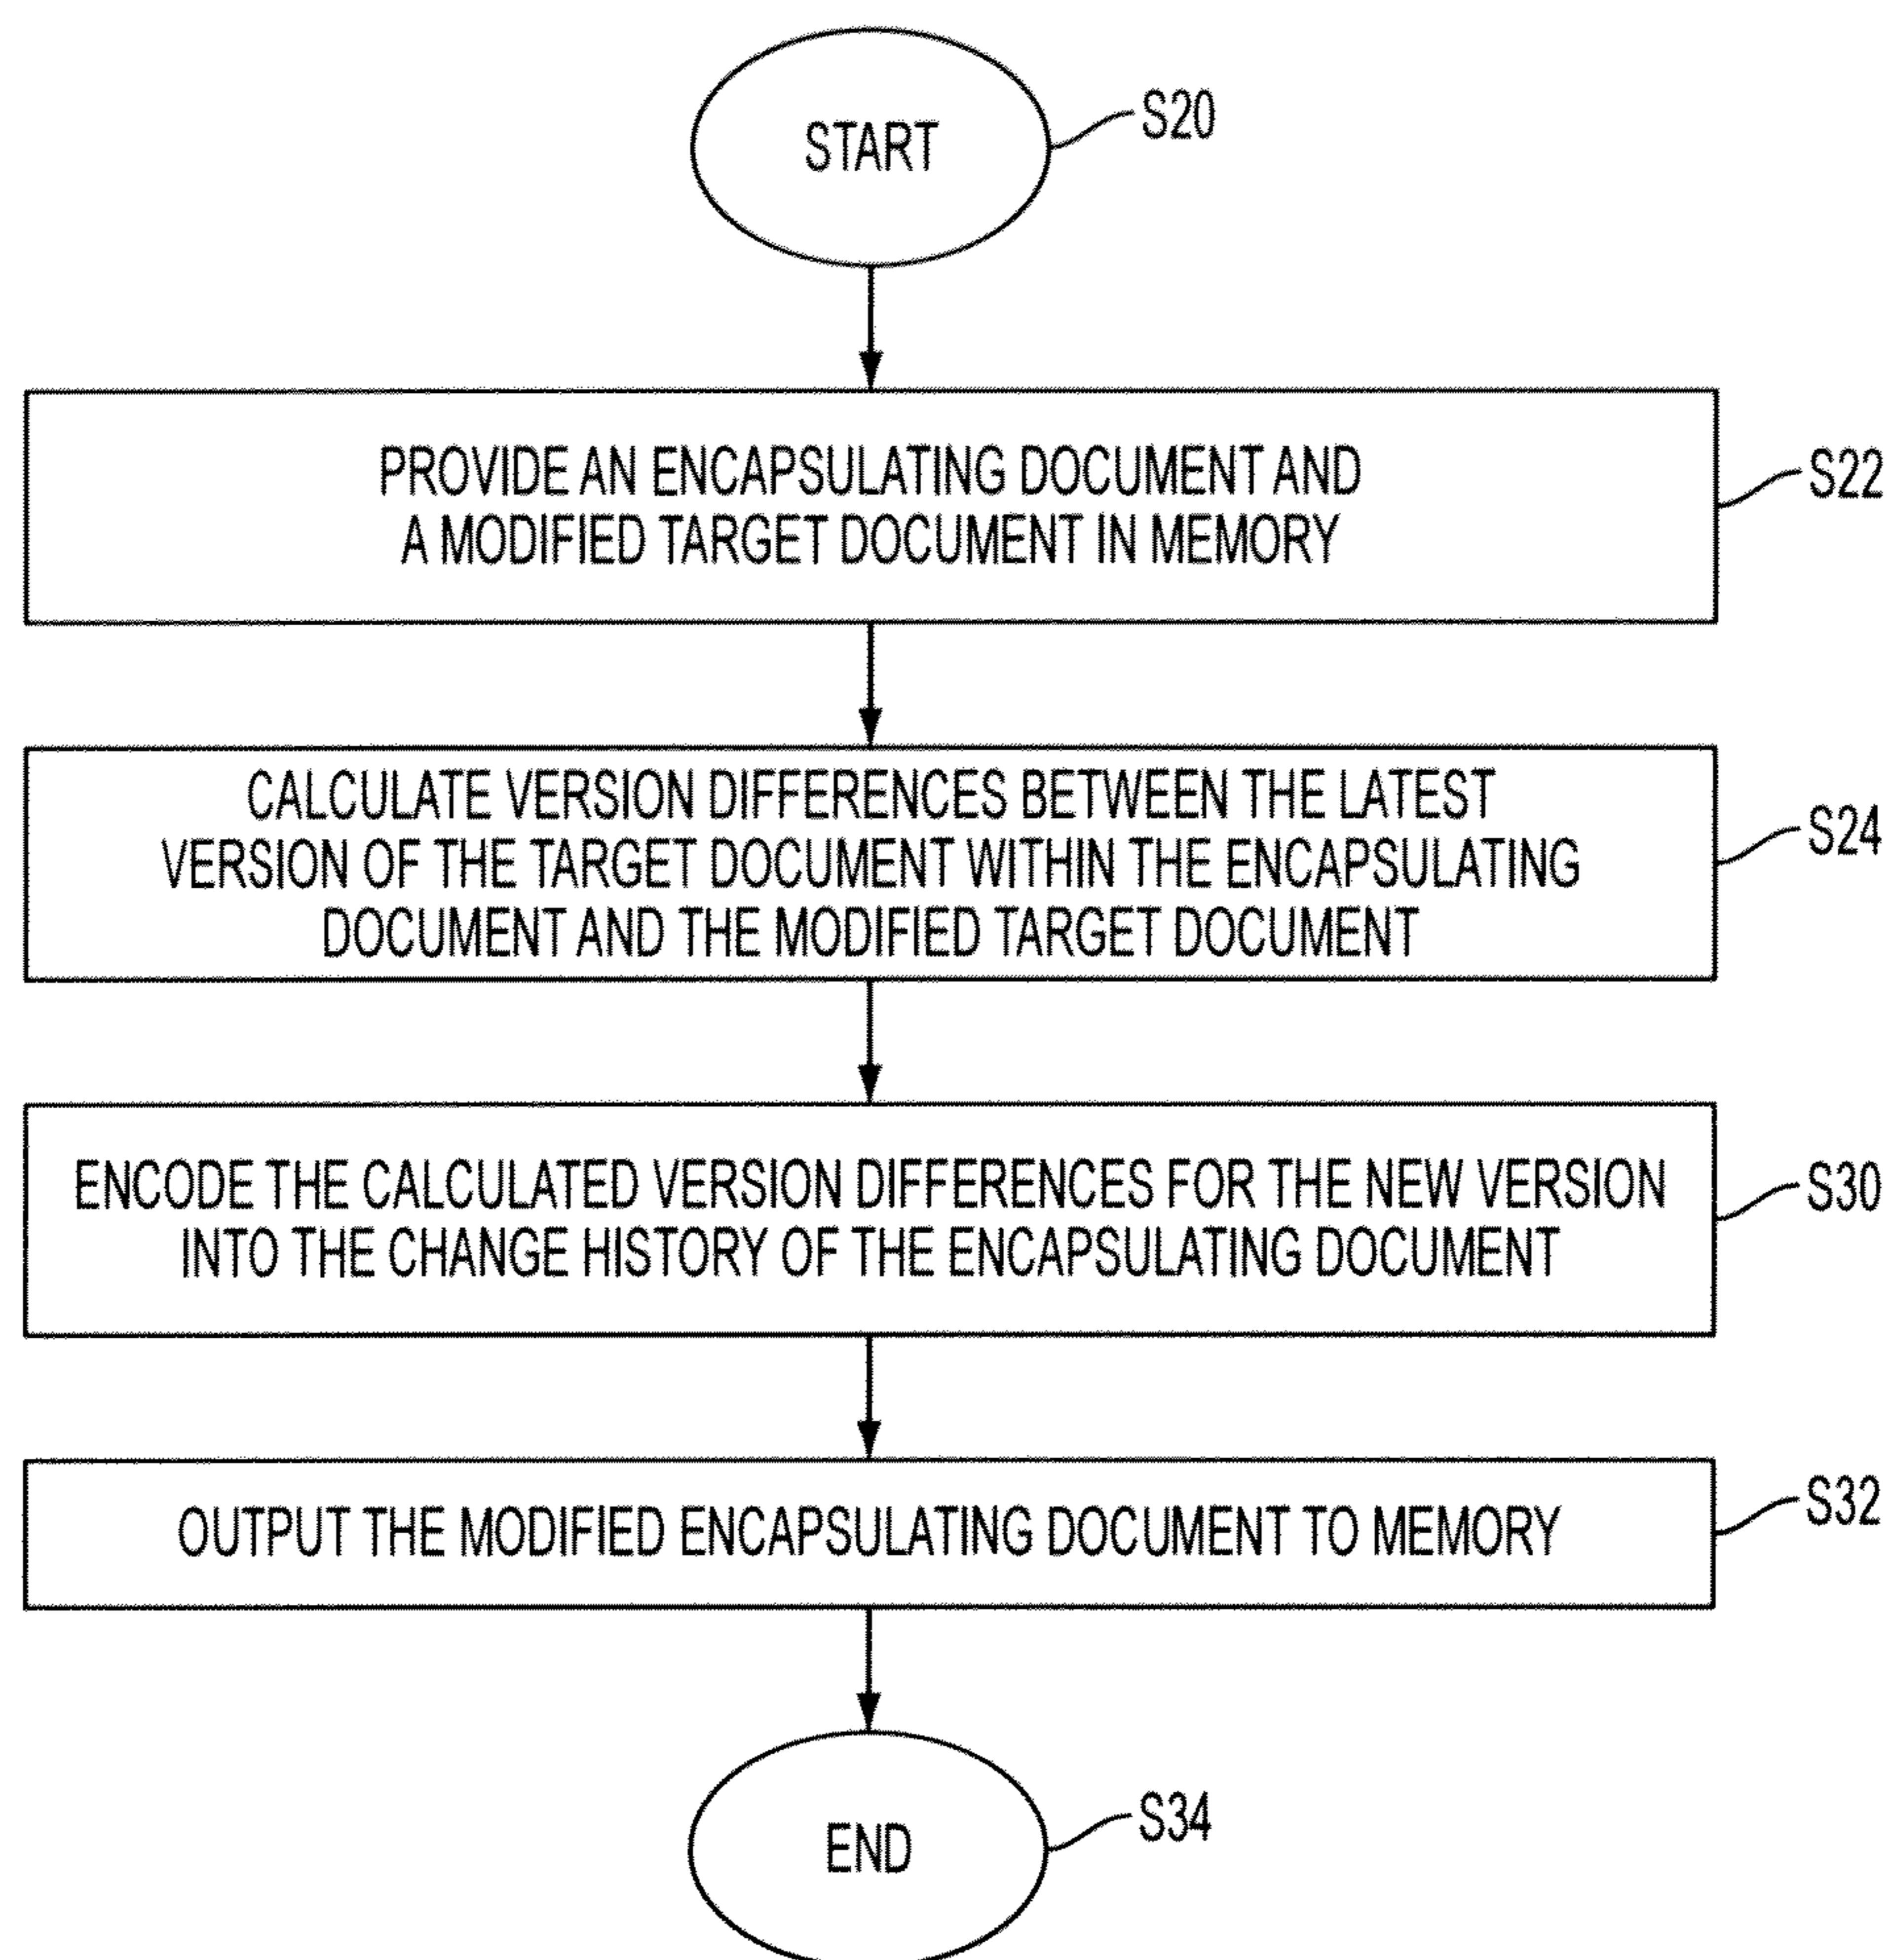 START
S20
PROVIDE AN ENCAPSULATING DOCUMENT AND
A MODIFIED TARGET DOCUMENT IN MEMORY
S22
CALCULATE VERSION DIFFERENCES BETWEEN THE LATEST
VERSION OF THE TARGET DOCUMENT WITHIN THE ENCAPSULATING
DOCUMENT AND THE MODIFIED TARGET DOCUMENT
S24
ENCODE THE CALCULATED VERSION DIFFERENCES FOR THE NEW VERSION
INTO THE CHANGE HISTORY OF THE ENCAPSULATING DOCUMENT
S30
OUTPUT THE MODIFIED ENCAPSULATING DOCUMENT TO MEMORY
S32
END
S34